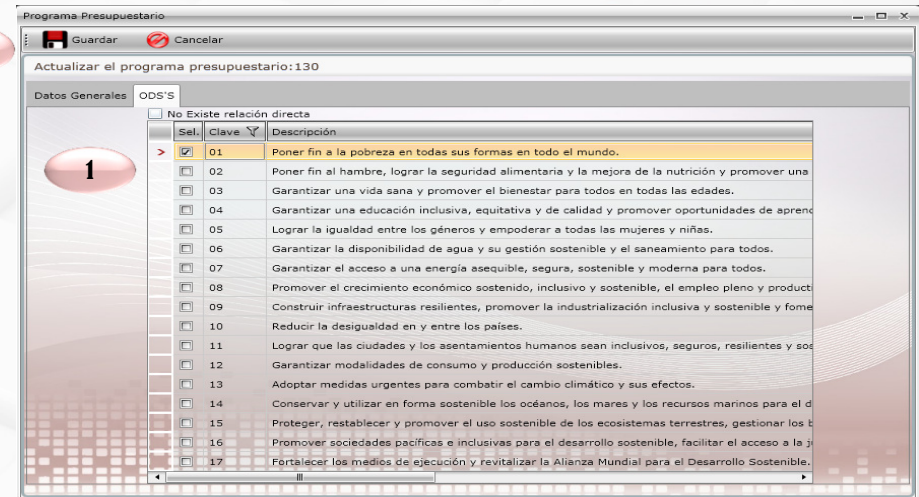 Programa Presupuestario
Guardar Cancelar
Actualizar el programa presupuestario:130
Datos Generales ODS'S
No Existe relación directa
Sel. Clave Descripción
1
> 01 Poner fin a la pobreza en todas sus formas en todo el mundo.
02 Poner fin al hambre, lograr la seguridad alimentaria y la mejora de la nutrición y promover una
03 Garantizar una vida sana y promover el bienestar para todos en todas las edades.
04 Garantizar una educación inclusiva, equitativa y de calidad y promover oportunidades de aprend
05 Lograr la igualdad entre los géneros y empoderar a todas las mujeres y niñas.
06 Garantizar la disponibilidad de agua y su gestión sostenible y el saneamiento para todos.
07 Garantizar el acceso a una energía asequible, segura, sostenible y moderna para todos.
08 Promover el crecimiento económico sostenido, inclusivo y sostenible, el empleo pleno y producti
09 Construir infraestructuras resilientes, promover la industrialización inclusiva y sostenible y fome
10 Reducir la desigualdad en y entre los países.
11 Lograr que las ciudades y los asentamientos humanos sean inclusivos, seguros, resilientes y sos
12 Garantizar modalidades de consumo y producción sostenibles.
13 Adoptar medidas urgentes para combatir el cambio climático y sus efectos.
14 Conservar y utilizar en forma sostenible los océanos, los mares y los recursos marinos para el d
15 Proteger, restablecer y promover el uso sostenible de los ecosistemas terrestres, gestionar los b
16 Promover sociedades pacíficas e inclusivas para el desarrollo sostenible, facilitar el acceso a la ju
17 Fortalecer los medios de ejecución y revitalizar la Alianza Mundial para el Desarrollo Sostenible.